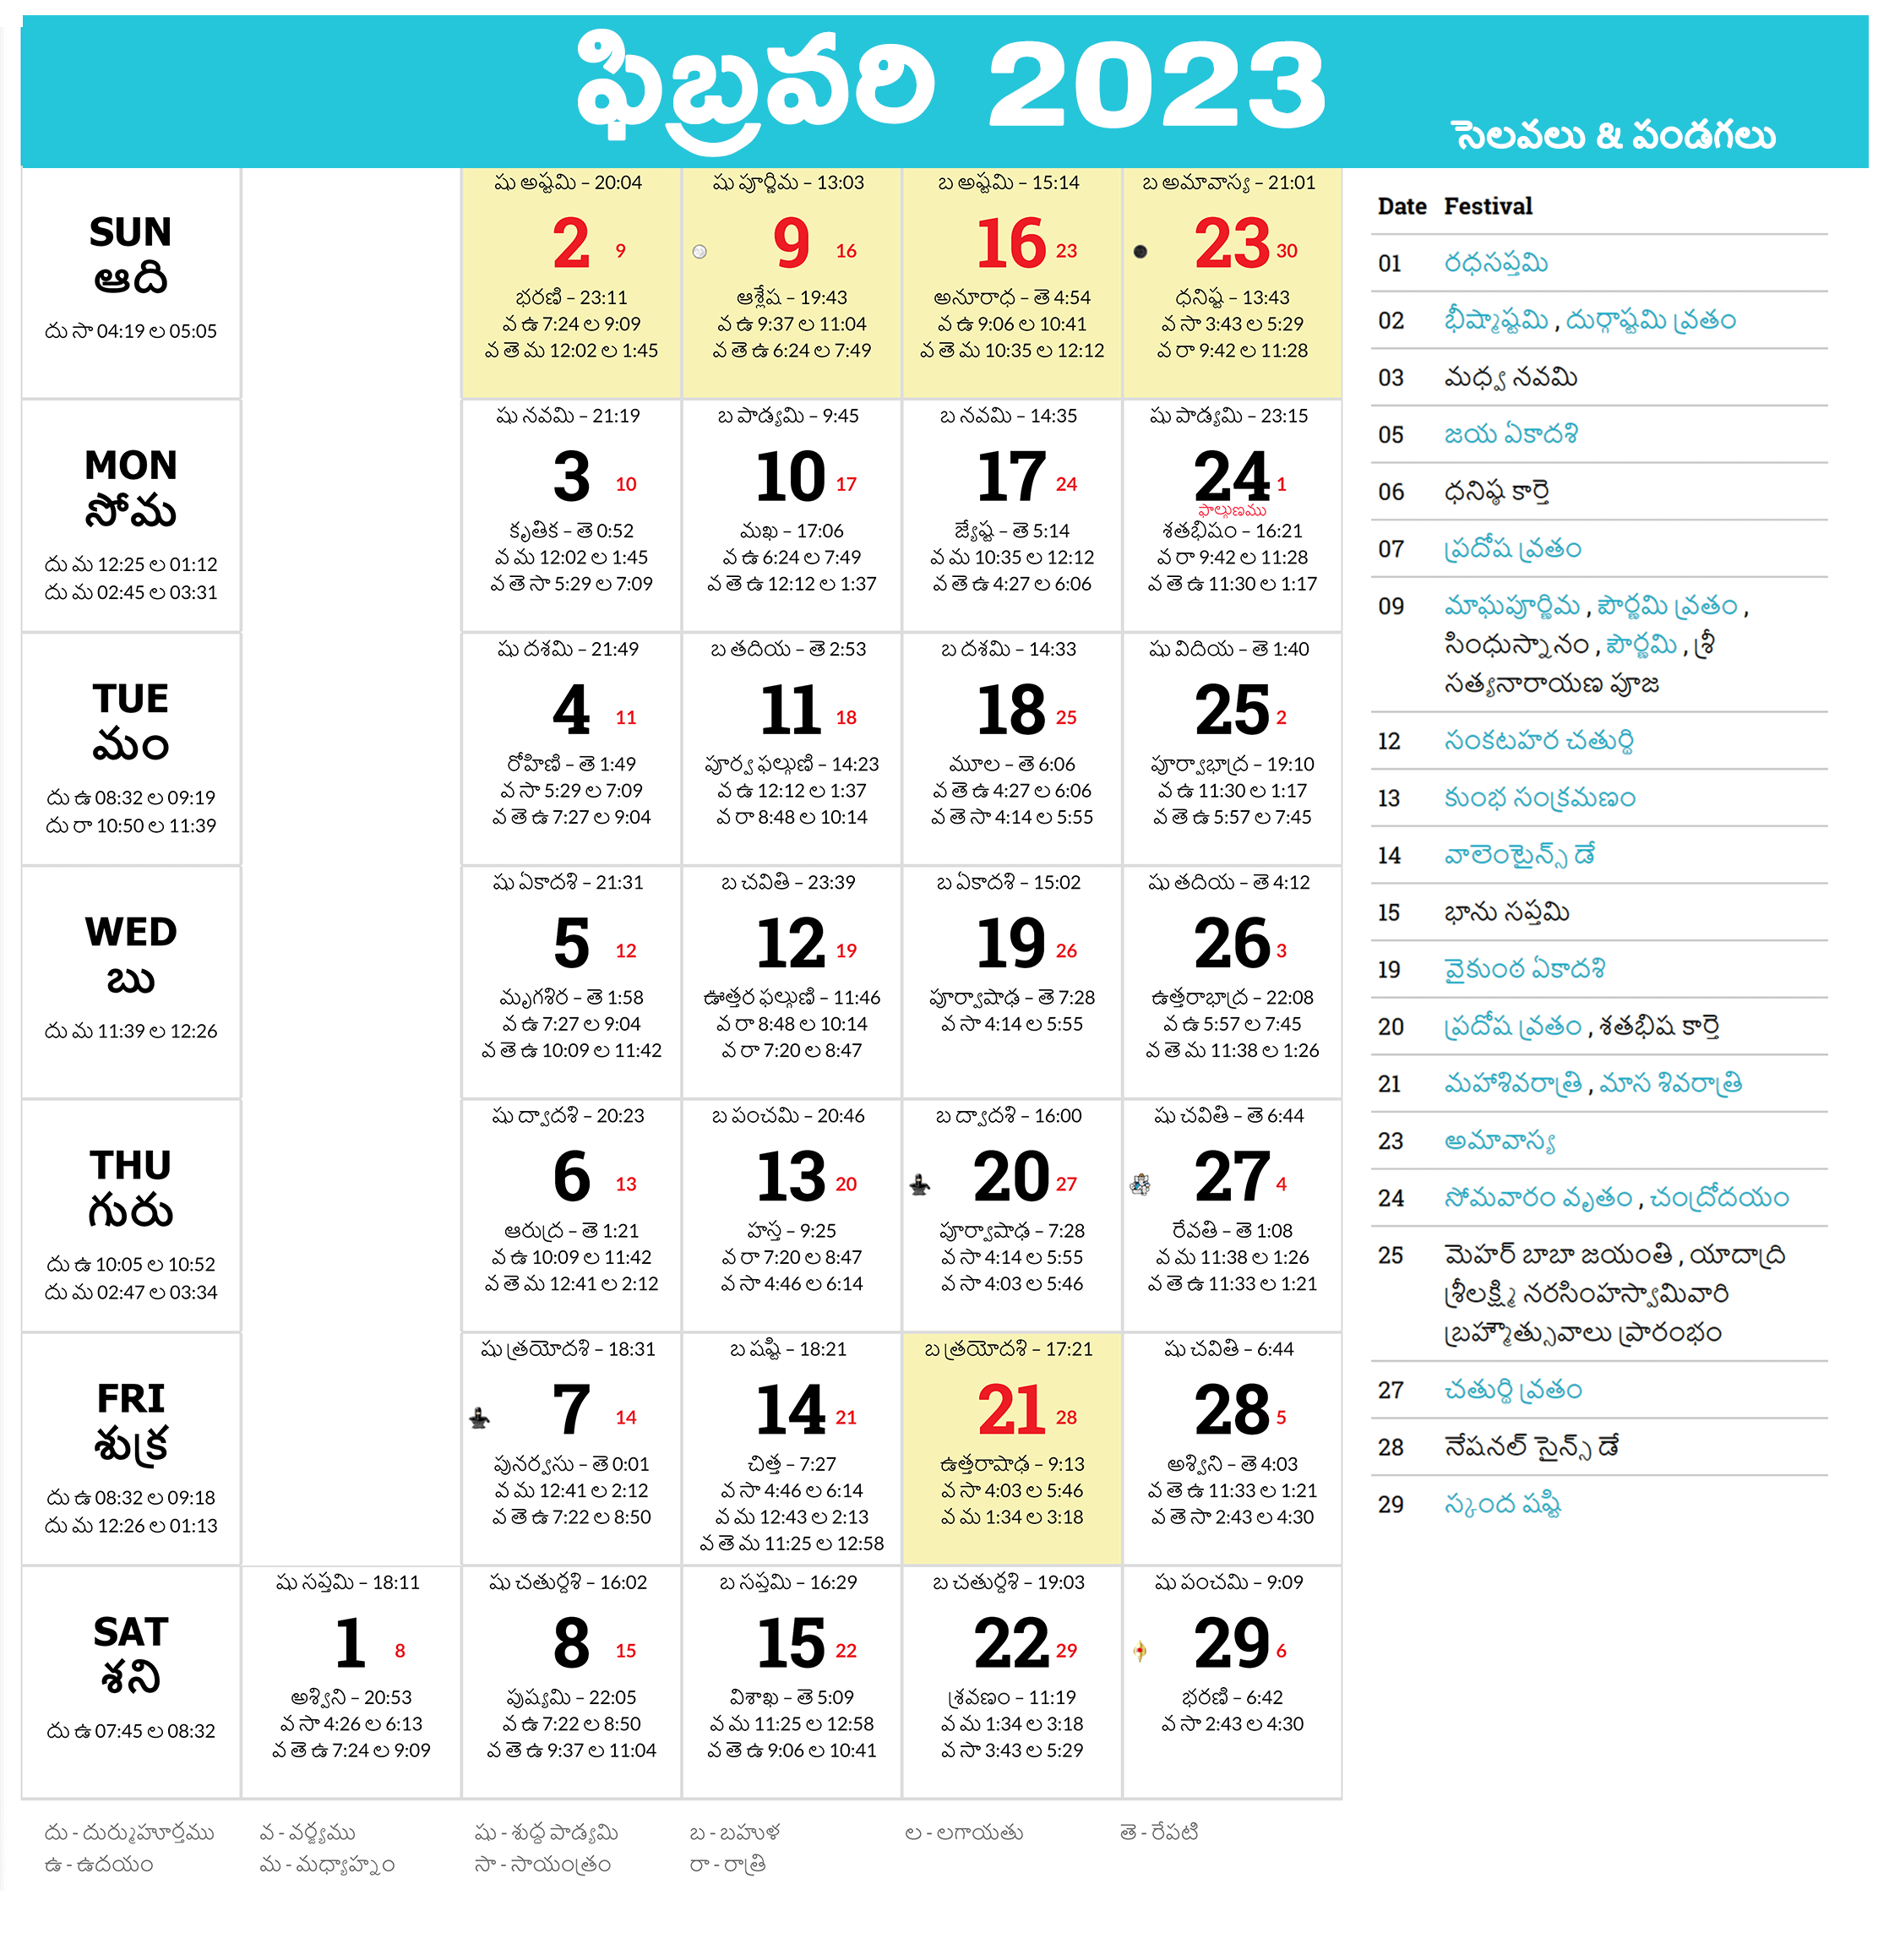 ఫిబ్రవరి 2023
సెలవలు & పండగలు
SUN
ఆది
దు సా 04:19 ల 05:05
షు అష్టమి – 20:04
2 9
భరణి – 23:11
వ ఉ 7:24 ల 9:09
వ తె మ 12:02 ల 1:45
షు పూర్ణిమ – 13:03
9 16
ఆశ్లేష – 19:43
వ ఉ 9:37 ల 11:04
వ తె ఉ 6:24 ల 7:49
బ అష్టమి – 15:14
16 23
అనూరాధ – తె 4:54
వ ఉ 9:06 ల 10:41
వ తె మ 10:35 ల 12:12
బ అమావాస్య – 21:01
23 30
ధనిష్ట – 13:43
వ సా 3:43 ల 5:29
వ రా 9:42 ల 11:28
MON
సోమ
దు మ 12:25 ల 01:12
దు మ 02:45 ల 03:31
షు నవమి – 21:19
3 10
కృతిక – తె 0:52
వ మ 12:02 ల 1:45
వ తె సా 5:29 ల 7:09
బ పాడ్యమి – 9:45
10 17
మఖ – 17:06
వ ఉ 6:24 ల 7:49
వ తె ఉ 12:12 ల 1:37
బ నవమి – 14:35
17 24
జ్యేష్ట – తె 5:14
వ మ 10:35 ల 12:12
వ తె ఉ 4:27 ల 6:06
షు పాడ్యమి – 23:15
24 1
ఫాల్గుణము
శతభిషం – 16:21
వ రా 9:42 ల 11:28
వ తె ఉ 11:30 ల 1:17
TUE
మం
దు ఉ 08:32 ల 09:19
దు రా 10:50 ల 11:39
షు దశమి – 21:49
4 11
రోహిణి – తె 1:49
వ సా 5:29 ల 7:09
వ తె ఉ 7:27 ల 9:04
బ తదియ – తె 2:53
11 18
పూర్వ ఫల్గుణి – 14:23
వ ఉ 12:12 ల 1:37
వ రా 8:48 ల 10:14
బ దశమి – 14:33
18 25
మూల – తె 6:06
వ తె ఉ 4:27 ల 6:06
వ తె సా 4:14 ల 5:55
షు విదియ – తె 1:40
25 2
పూర్వాభాద్ర – 19:10
వ ఉ 11:30 ల 1:17
వ తె ఉ 5:57 ల 7:45
WED
బు
దు మ 11:39 ల 12:26
షు ఏకాదశి – 21:31
5 12
మృగశిర – తె 1:58
వ ఉ 7:27 ల 9:04
వ తె ఉ 10:09 ల 11:42
బ చవితి – 23:39
12 19
ఊత్తర ఫల్గుణి – 11:46
వ రా 8:48 ల 10:14
వ రా 7:20 ల 8:47
బ ఏకాదశి – 15:02
19 26
పూర్వాషాఢ – తె 7:28
వ సా 4:14 ల 5:55
షు తదియ – తె 4:12
26 3
ఉత్తరాభాద్ర – 22:08
వ ఉ 5:57 ల 7:45
వ తె మ 11:38 ల 1:26
THU
గురు
దు ఉ 10:05 ల 10:52
దు మ 02:47 ల 03:34
షు ద్వాదశి – 20:23
6 13
ఆరుద్ర – తె 1:21
వ ఉ 10:09 ల 11:42
వ తె మ 12:41 ల 2:12
బ పంచమి – 20:46
13 20
హస్త – 9:25
వ రా 7:20 ల 8:47
వ సా 4:46 ల 6:14
బ ద్వాదశి – 16:00
20 27
పూర్వాషాఢ – 7:28
వ సా 4:14 ల 5:55
వ సా 4:03 ల 5:46
షు చవితి – తె 6:44
27 4
రేవతి – తె 1:08
వ మ 11:38 ల 1:26
వ తె ఉ 11:33 ల 1:21
FRI
శుక్ర
దు ఉ 08:32 ల 09:18
దు మ 12:26 ల 01:13
షు త్రయోదశి – 18:31
7 14
పునర్వసు – తె 0:01
వ మ 12:41 ల 2:12
వ తె ఉ 7:22 ల 8:50
బ షష్టి – 18:21
14 21
చిత్త – 7:27
వ సా 4:46 ల 6:14
వ మ 12:43 ల 2:13
వ తె మ 11:25 ల 12:58
బ త్రయోదశి – 17:21
21 28
ఉత్తరాషాఢ – 9:13
వ సా 4:03 ల 5:46
వ మ 1:34 ల 3:18
షు చవితి – 6:44
28 5
అశ్విని – తె 4:03
వ తె ఉ 11:33 ల 1:21
వ తె సా 2:43 ల 4:30
SAT
శని
దు ఉ 07:45 ల 08:32
షు సప్తమి – 18:11
1 8
అశ్విని – 20:53
వ సా 4:26 ల 6:13
వ తె ఉ 7:24 ల 9:09
షు చతుర్దశి – 16:02
8 15
పుష్యమి – 22:05
వ ఉ 7:22 ల 8:50
వ తె ఉ 9:37 ల 11:04
బ సప్తమి – 16:29
15 22
విశాఖ – తె 5:09
వ మ 11:25 ల 12:58
వ తె ఉ 9:06 ల 10:41
బ చతుర్దశి – 19:03
22 29
శ్రవణం – 11:19
వ మ 1:34 ల 3:18
వ సా 3:43 ల 5:29
షు పంచమి – 9:09
29 6
భరణి – 6:42
వ సా 2:43 ల 4:30
Date Festival
01 రధసప్తమి
02 భీష్మాష్టమి , దుర్గాష్టమి వ్రతం
03 మధ్వ నవమి
05 జయ ఏకాదశి
06 ధనిష్ఠ కార్తె
07 ప్రదోష వ్రతం
09 మాఘపూర్ణిమ , పౌర్ణమి వ్రతం ,
సింధుస్నానం , పౌర్ణమి , శ్రీ
సత్యనారాయణ పూజ
12 సంకటహర చతుర్థి
13 కుంభ సంక్రమణం
14 వాలెంటైన్స్ డే
15 భాను సప్తమి
19 వైకుంఠ ఏకాదశి
20 ప్రదోష వ్రతం , శతభిష కార్తె
21 మహాశివరాత్రి , మాస శివరాత్రి
23 అమావాస్య
24 సోమవారం వృతం , చంద్రోదయం
25 మెహర్ బాబా జయంతి , యాదాద్రి
శ్రీలక్ష్మి నరసింహస్వామివారి
బ్రహ్మౌత్సువాలు ప్రారంభం
27 చతుర్థి వ్రతం
28 నేషనల్ సైన్స్ డే
29 స్కంద షష్టి
దు - దుర్ముహూర్తము వ - వర్జ్యము షు - శుద్ద పాడ్యమి బ - బహుళ ల - లగాయతు తె - రేపటి
ఉ - ఉదయం మ - మధ్యాహ్నం సా - సాయంత్రం రా - రాత్రి